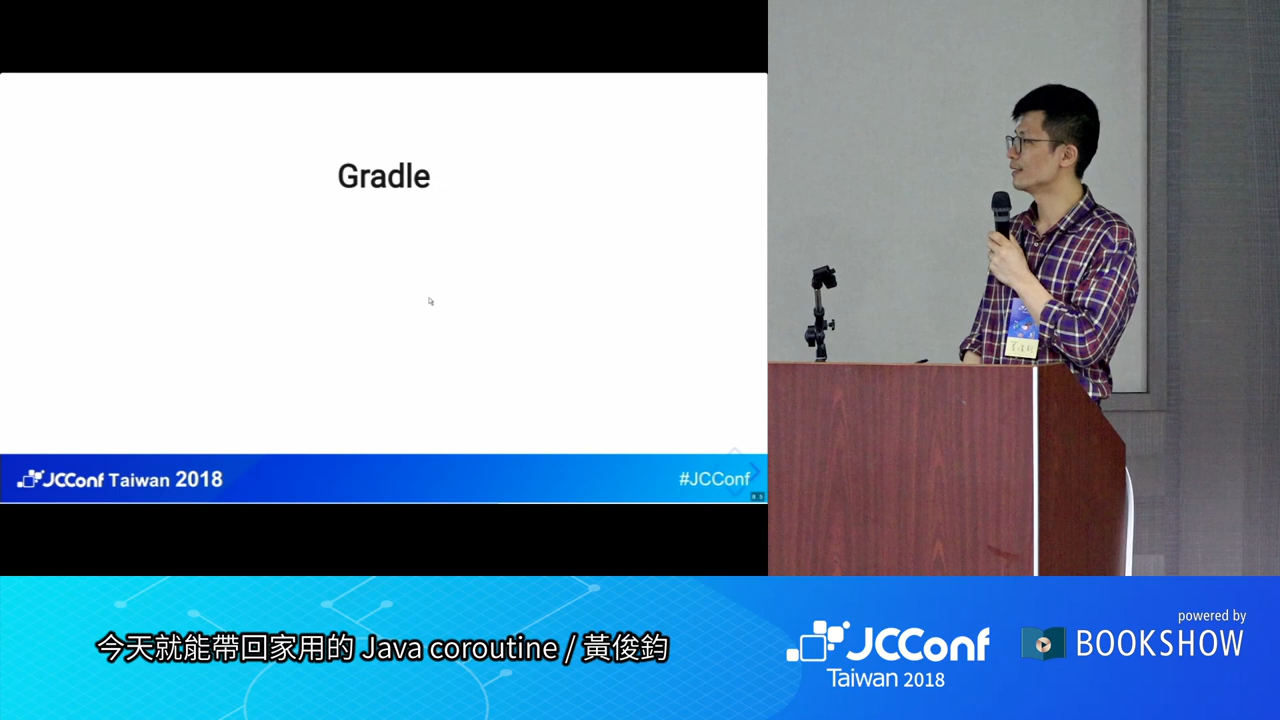 Gradle
JCConf Taiwan 2018
#JCConf
今天就能帶回家用的 Java coroutine / 黃俊鈞
JCConf
Taiwan 2018
powered by
BOOKSHOW